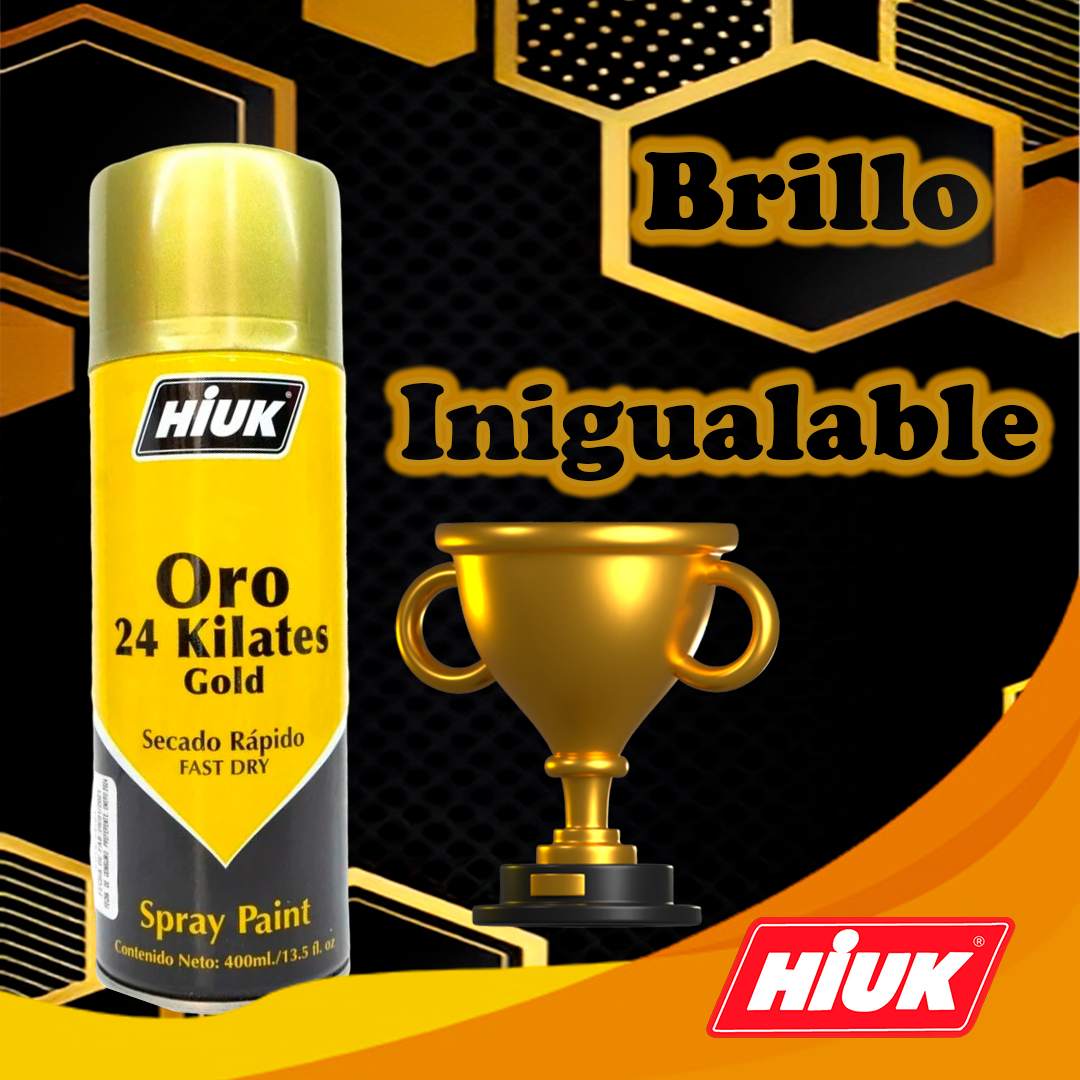 Brillo
Inigualable
HiUK®
Oro
24 Kilates
Gold
Secado Rápido
FAST DRY
Spray Paint
Contenido Neto: 400ml./13.5 fl. oz
HiUK®